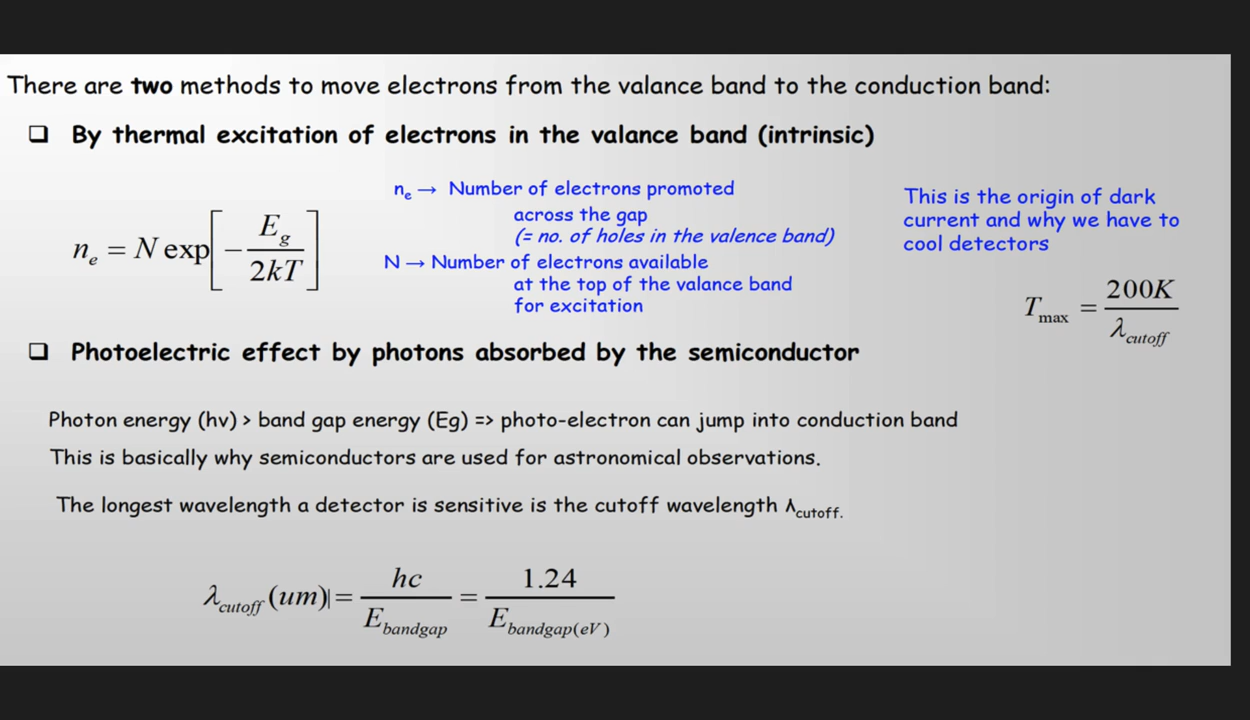 There are two methods to move electrons from the valance band to the conduction band:
❑ By thermal excitation of electrons in the valance band (intrinsic)
n_e = N exp[ - E_g / 2kT ]
n_e → Number of electrons promoted
across the gap
(= no. of holes in the valence band)
N → Number of electrons available
at the top of the valance band
for excitation
This is the origin of dark
current and why we have to
cool detectors
T_max = 200K / λ_cutoff
❑ Photoelectric effect by photons absorbed by the semiconductor
Photon energy (hv) > band gap energy (Eg) => photo-electron can jump into conduction band
This is basically why semiconductors are used for astronomical observations.
The longest wavelength a detector is sensitive is the cutoff wavelength λ_cutoff.
λ_cutoff (um) = hc / E_bandgap = 1.24 / E_bandgap(eV)